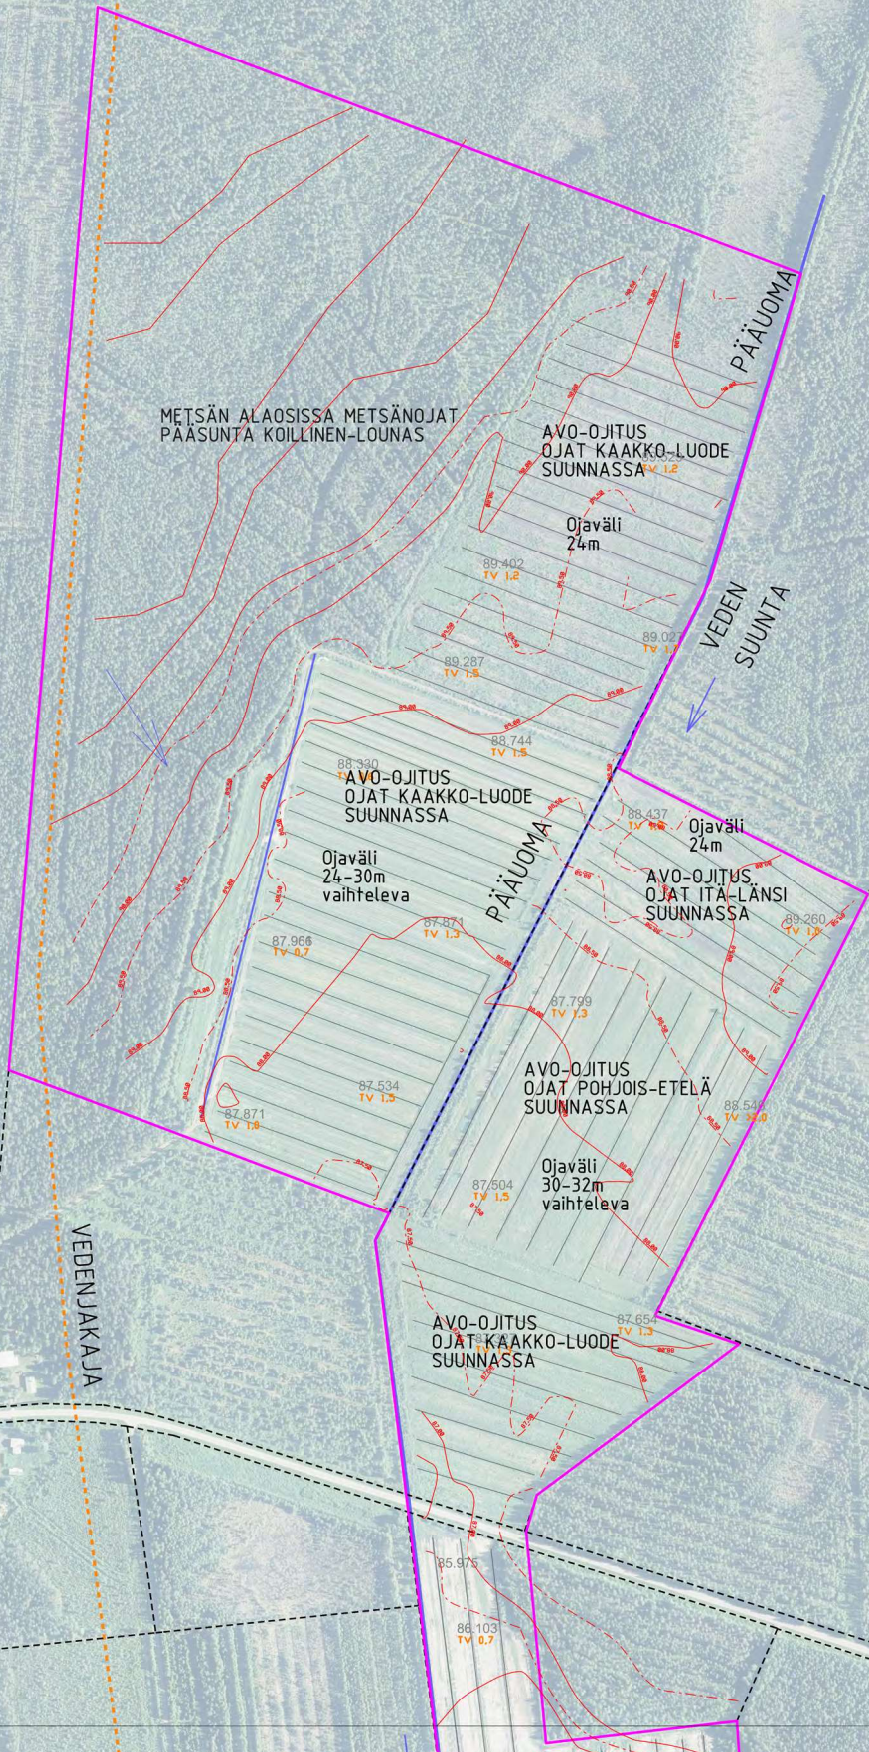 PÄÄUOMA
METSÄN ALAOSISSA METSÄNOJAT
PÄÄSUNTA KOILLINEN-LOUNAS
AVO-OJITUS
OJAT KAAKKO-LUODE
SUUNNASSA
TV 1.2
Ojaväli
24m
89.402
TV 1.2
VEDEN
SUUNTA
89.027
89.287
TV 1.5
88.744
TV 1.5
88.330
AVO-OJITUS
OJAT KAAKKO-LUODE
SUUNNASSA
Ojaväli
24-30m
vaihteleva
PÄÄUOMA
88.437
Ojaväli
24m
AVO-OJITUS
OJAT ITÄ-LÄNSI
SUUNNASSA
89.260
TV 1.0
87.871
TV 1.3
87.966
TV 0.7
87.799
TV 1.3
AVO-OJITUS
OJAT POHJOIS-ETELÄ
SUUNNASSA
87.534
TV 1.5
87.871
TV 1.0
Ojaväli
30-32m
vaihteleva
87.504
TV 1.5
VEDENJAKAJA
87.654
TV 1.3
AVO-OJITUS
OJAT KAAKKO-LUODE
SUUNNASSA
85.975
86.103
TV 0.7